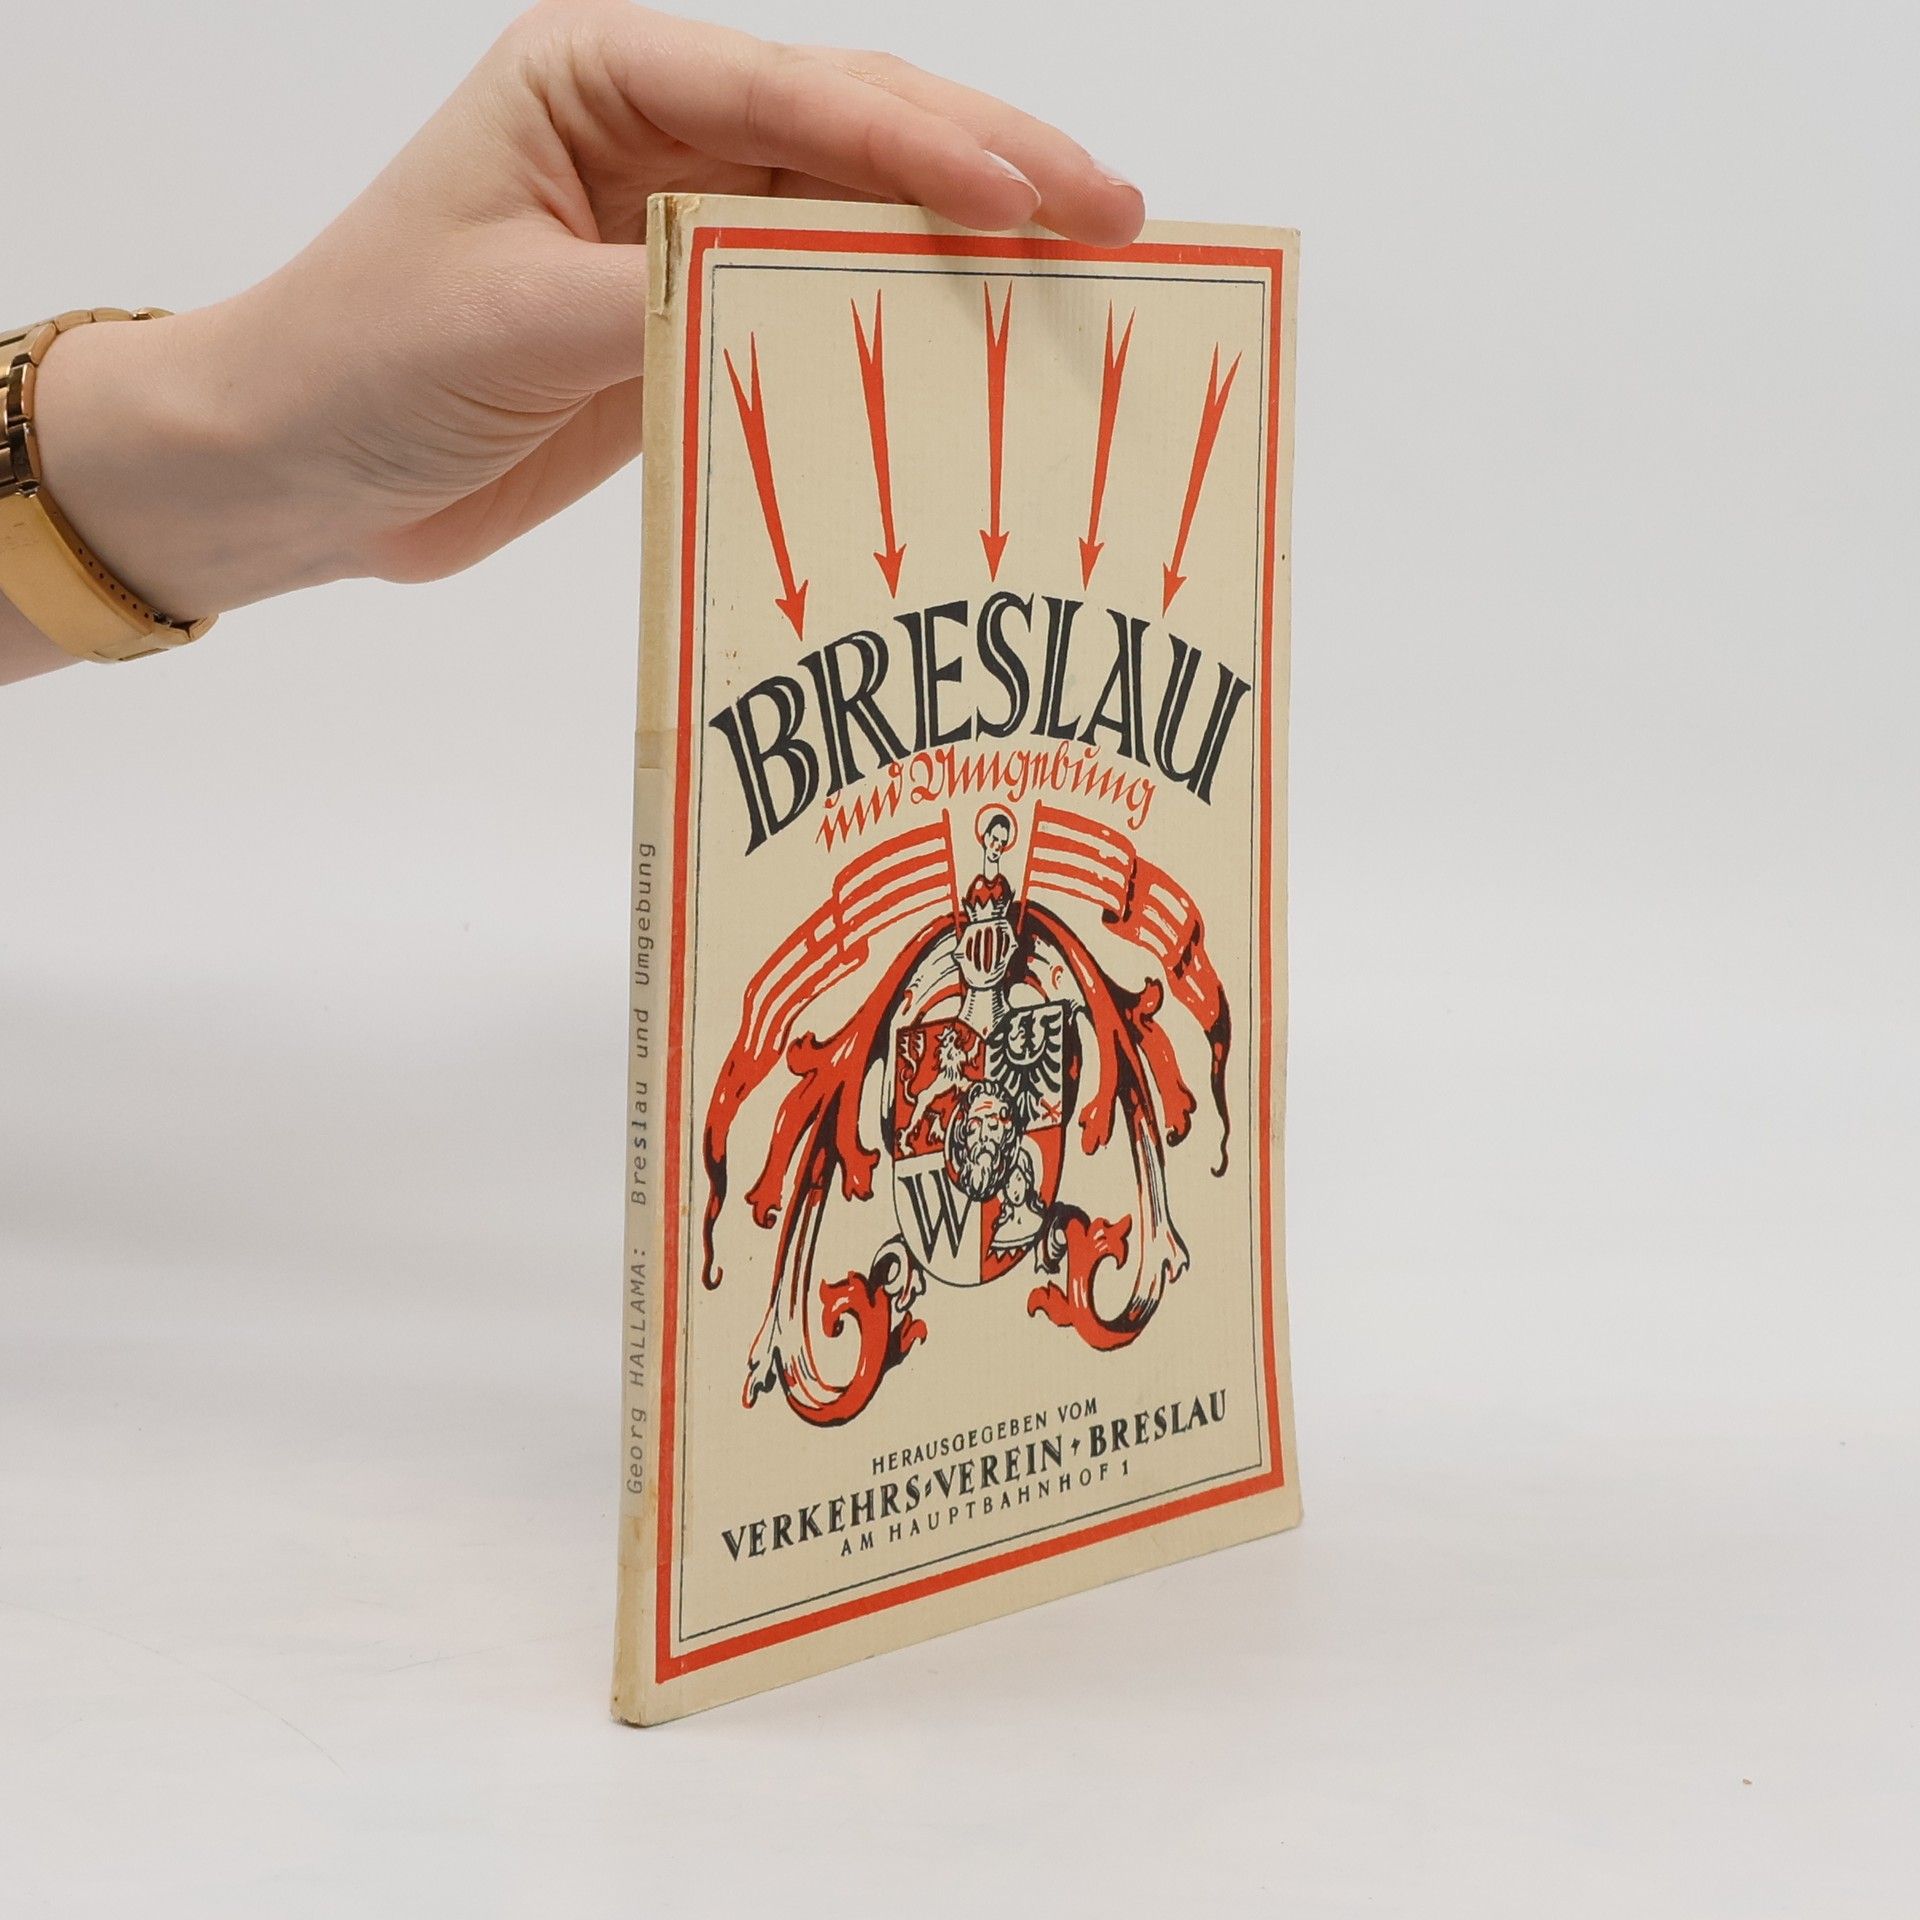 BRESLAU
und Umgebung
W
HERAUSGEGEBEN VOM
VERKEHRS=VEREIN + BRESLAU
AM HAUPTBAHNHOF 1
Georg HALLAMA: Breslau und Umgebung